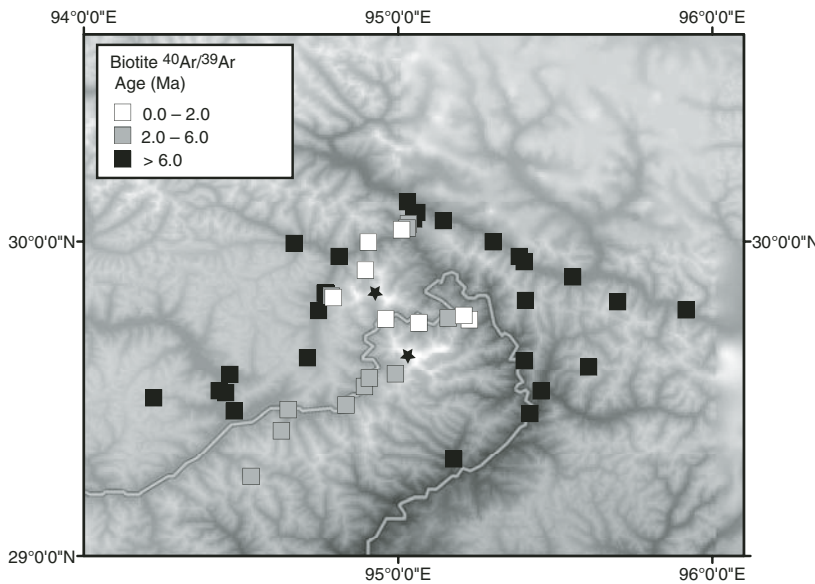 94°0'0"E 95°0'0"E 96°0'0"E
Biotite ⁴⁰Ar/³⁹Ar
Age (Ma)
0.0 – 2.0
2.0 – 6.0
> 6.0
30°0'0"N 30°0'0"N
29°0'0"N
95°0'0"E 96°0'0"E